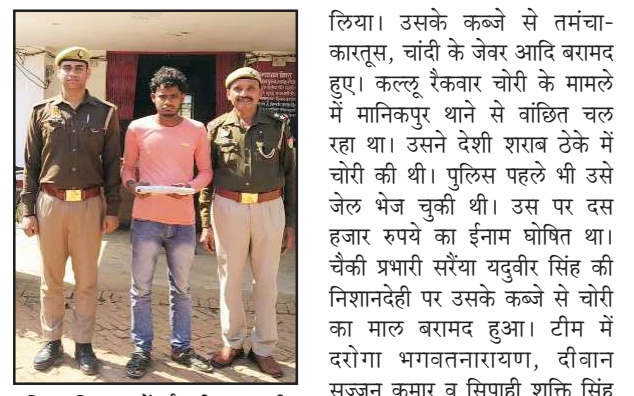 लिया। उसके कब्जे से तमंचा-
कारतूस, चांदी के जेवर आदि बरामद
हुए। कल्लू रैकवार चोरी के मामले
में मानिकपुर थाने से वांछित चल
रहा था। उसने देशी शराब ठेके में
चोरी की थी। पुलिस पहले भी उसे
जेल भेज चुकी थी। उस पर दस
हजार रुपये का ईनाम घोषित था।
चैकी प्रभारी सरैंया यदुवीर सिंह की
निशानदेही पर उसके कब्जे से चोरी
का माल बरामद हुआ। टीम में
दरोगा भगवतनारायण, दीवान
सज्जन कुमार व सिपाही शक्ति सिंह